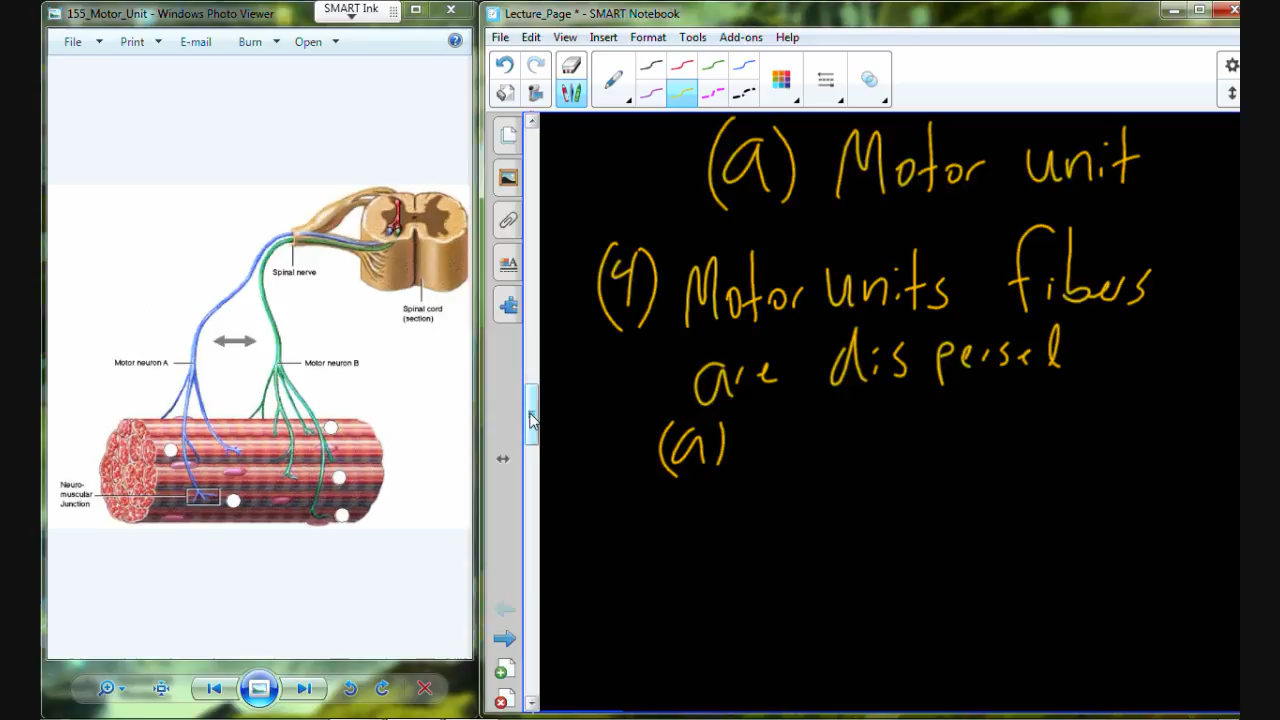 155_Motor_Unit - Windows Photo Viewer
SMART Ink
File Print E-mail Burn Open
Spinal nerve
Spinal cord
(section)
Motor neuron A
Motor neuron B
Neuro-
muscular
Junction
Lecture_Page * - SMART Notebook
File Edit View Insert Format Tools Add-ons Help
(a) Motor unit
(4) Motor units fibers
are dispersed
(a)